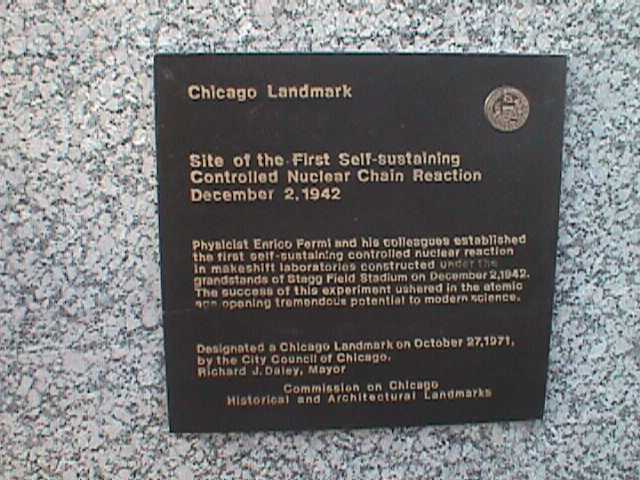 Chicago Landmark
Site of the First Self-sustaining
Controlled Nuclear Chain Reaction
December 2, 1942
Physicist Enrico Fermi and his colleagues established
the first self-sustaining controlled nuclear reaction
in makeshift laboratories constructed under the
grandstands of Stagg Field Stadium on December 2, 1942.
The success of this experiment ushered in the atomic
age opening tremendous potential to modern science.
Designated a Chicago Landmark on October 27, 1971,
by the City Council of Chicago.
Richard J. Daley, Mayor
Commission on Chicago
Historical and Architectural Landmarks